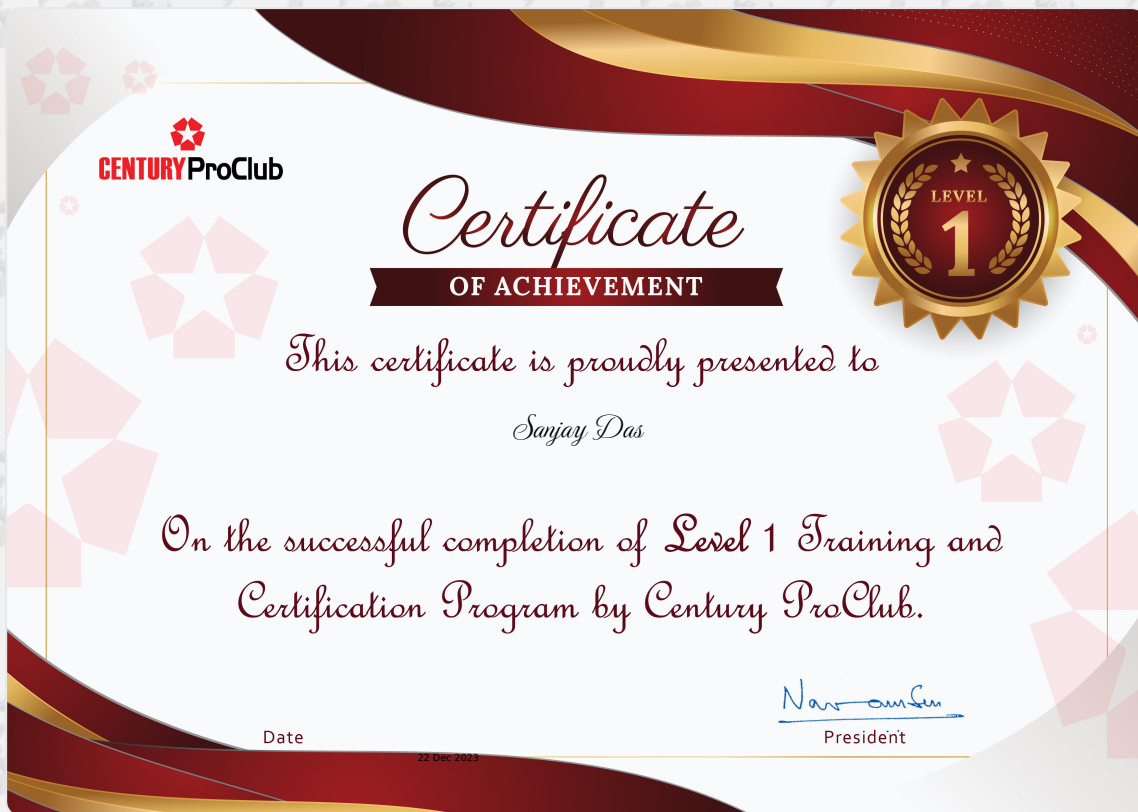 CENTURY ProClub
Certificate
OF ACHIEVEMENT
LEVEL
1
This certificate is proudly presented to
Sanjay Das
On the successful completion of Level 1 Training and
Certification Program by Century ProClub.
Date
22 Dec 2023
President